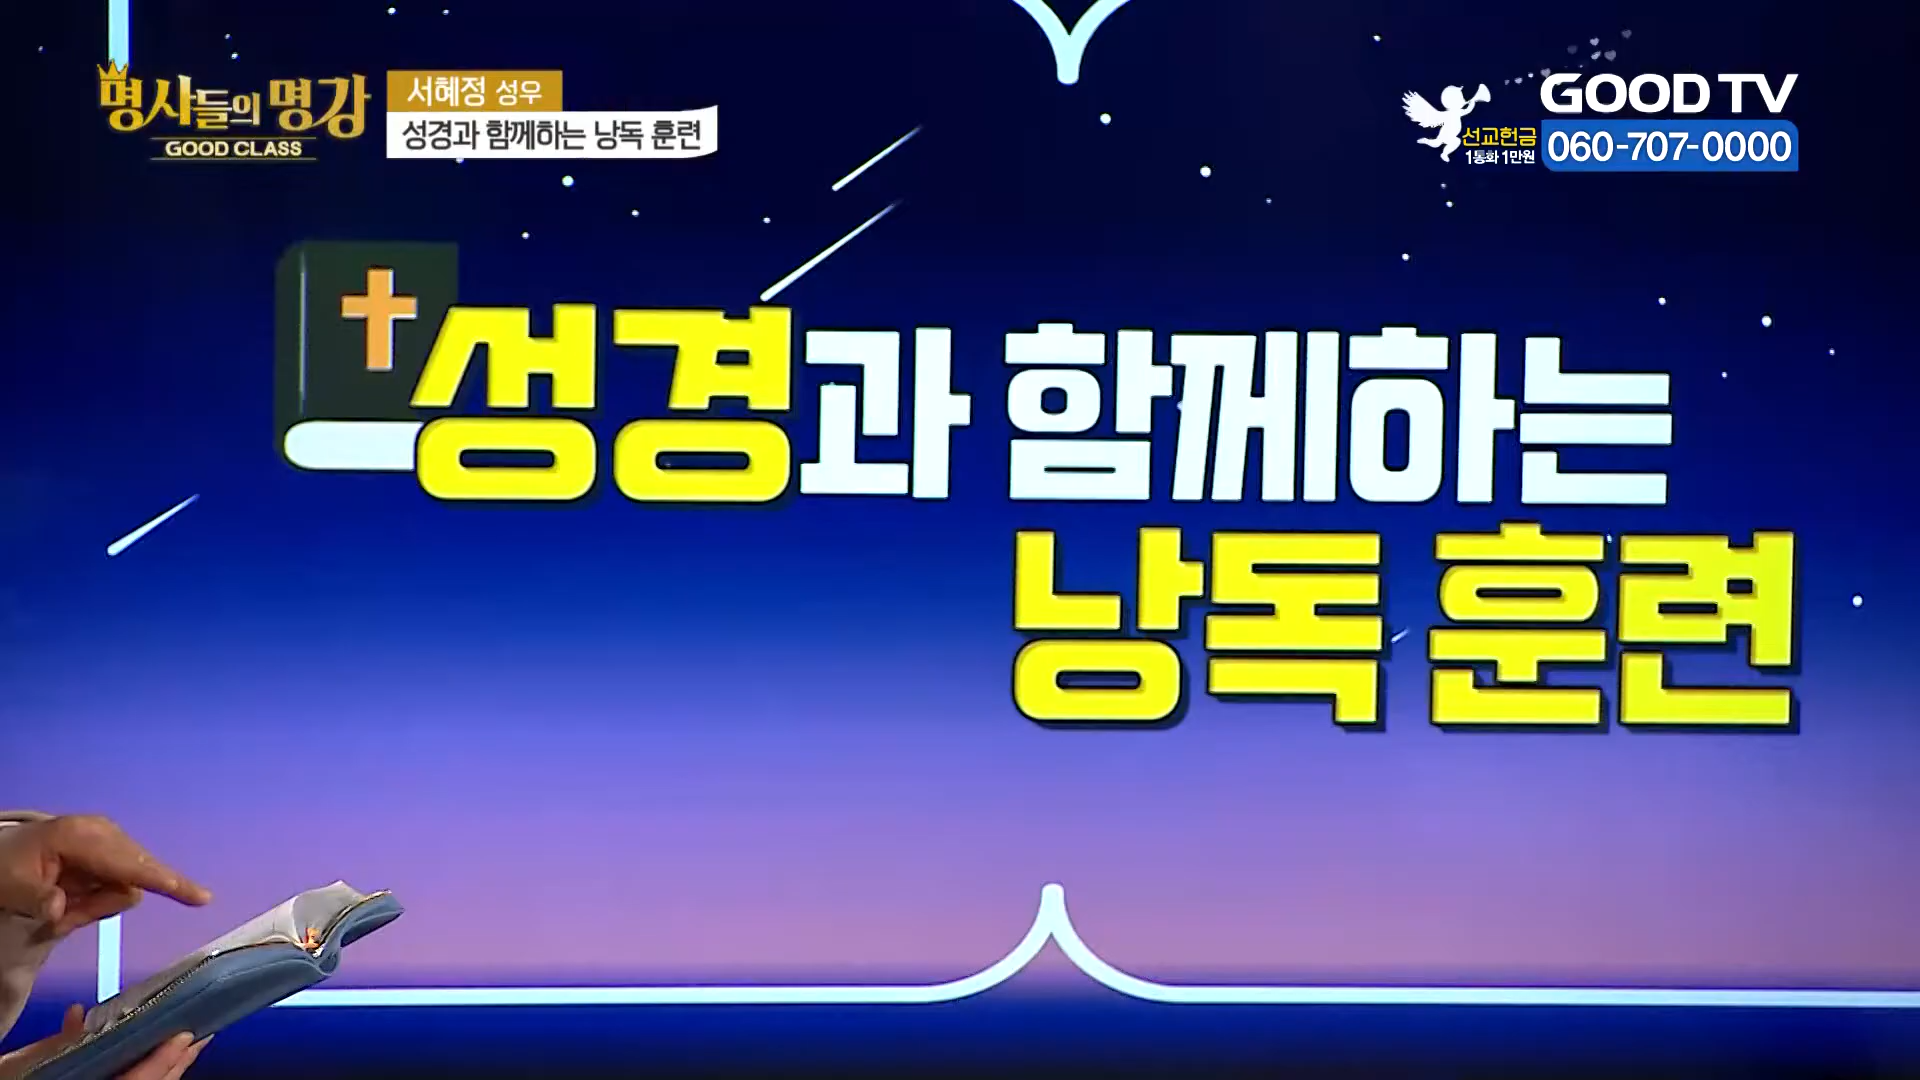 명사들의 명강
GOOD CLASS
서혜정 성우
성경과 함께하는 낭독 훈련
GOOD TV
선교헌금
1통화 1만원
060-707-0000
성경과 함께하는
낭독 훈련